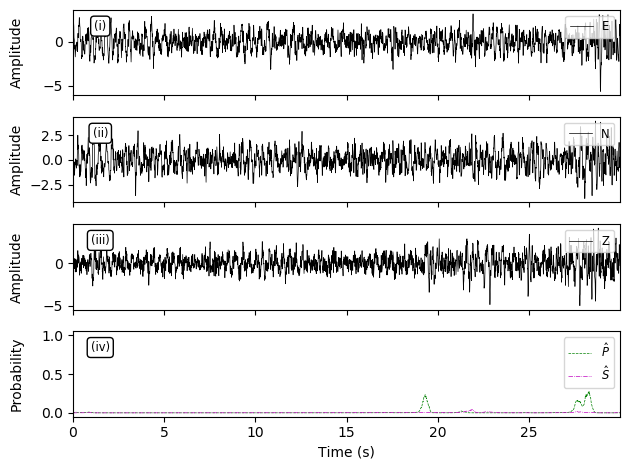 (i)
E
Amplitude
0
−5
(ii)
N
Amplitude
2.5
0.0
−2.5
(iii)
Z
Amplitude
0
−5
(iv)
P̂
Ŝ
Probability
1.0
0.5
0.0
0 5 10 15 20 25
Time (s)